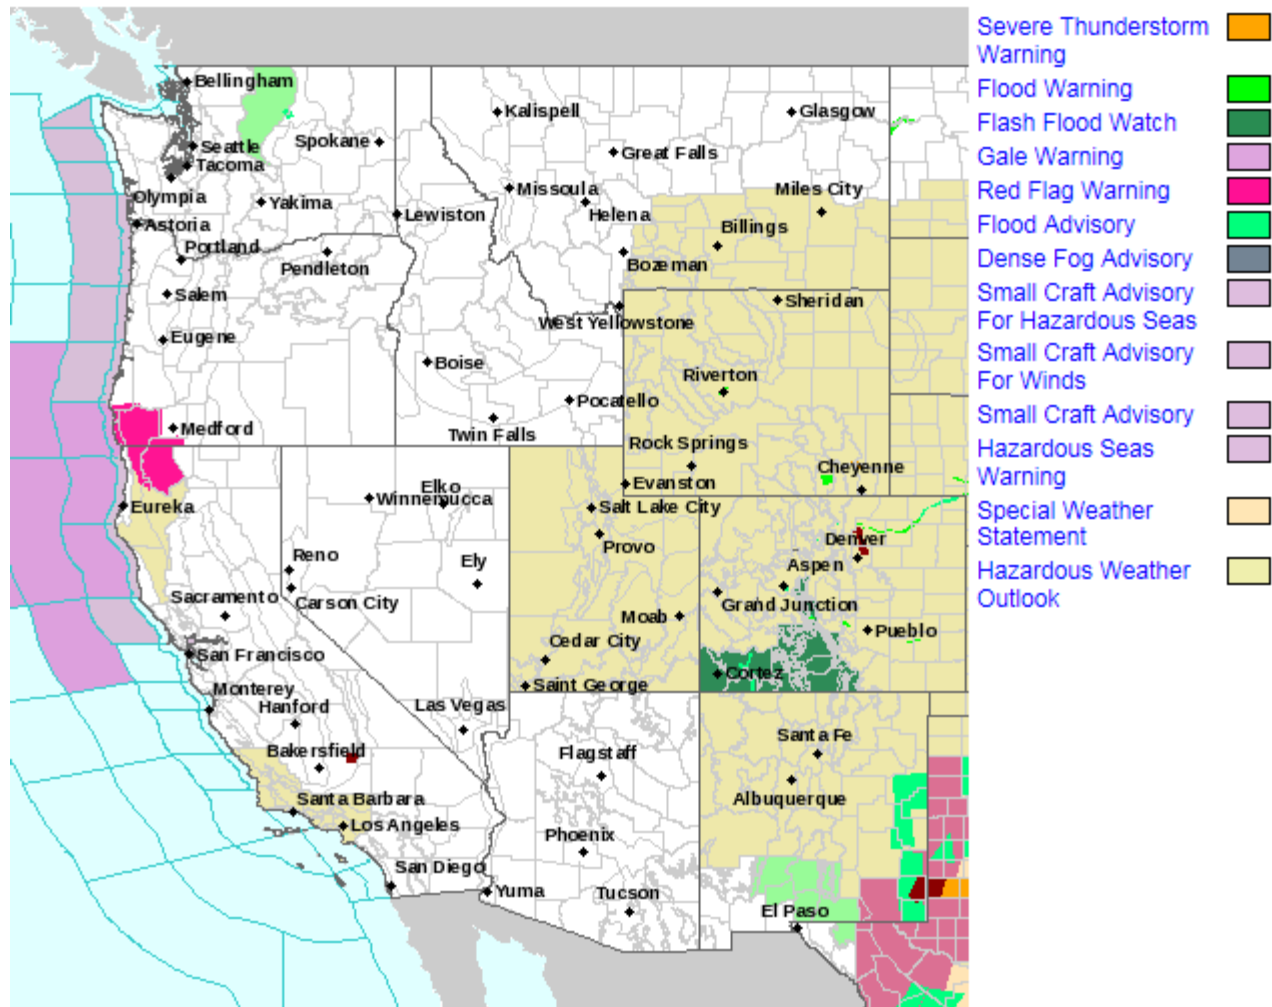 Bellingham
Seattle
Tacoma
Spokane
Olympia
Yakima
Astoria
Portland
Pendleton
Salem
Eugene
Medford
Lewiston
Kalispell
Glasgow
Great Falls
Missoula
Helena
Miles City
Billings
Bozeman
West Yellowstone
Boise
Pocatello
Twin Falls
Sheridan
Riverton
Rock Springs
Cheyenne
Evanston
Eureka
Elko
Winnemucca
Reno
Ely
Carson City
Sacramento
San Francisco
Monterey
Hanford
Las Vegas
Bakersfield
Santa Barbara
Los Angeles
San Diego
Salt Lake City
Provo
Moab
Cedar City
Saint George
Denver
Aspen
Grand Junction
Pueblo
Cortez
Flagstaff
Phoenix
Yuma
Tucson
Santa Fe
Albuquerque
El Paso
Severe Thunderstorm
Warning
Flood Warning
Flash Flood Watch
Gale Warning
Red Flag Warning
Flood Advisory
Dense Fog Advisory
Small Craft Advisory
For Hazardous Seas
Small Craft Advisory
For Winds
Small Craft Advisory
Hazardous Seas
Warning
Special Weather
Statement
Hazardous Weather
Outlook